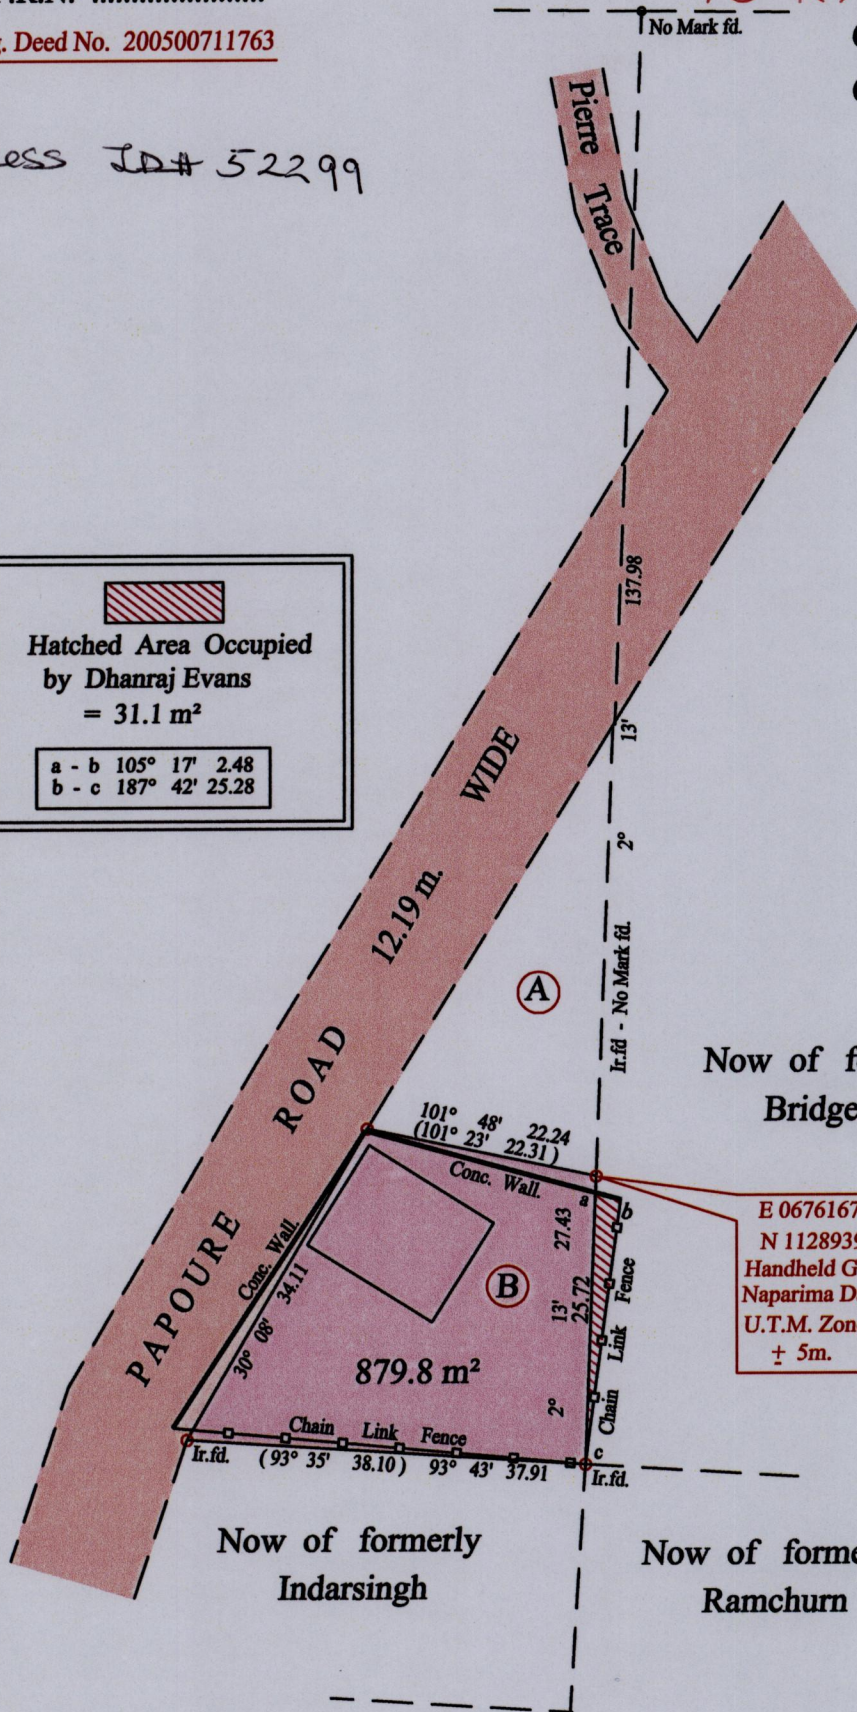 g. Deed No. 200500711763
ess ID# 52299
No Mark fd.
Pierre Trace
137.98
13'
2°
Ir.fd - No Mark fd.
Hatched Area Occupied
by Dhanraj Evans
= 31.1 m²
a - b 105° 17' 2.48
b - c 187° 42' 25.28
PAPOURE ROAD
12.19 m. WIDE
A
Now of f
Bridge
101° 48' 22.24
(101° 23' 22.31)
Conc. Wall.
a
b
27.43
25.72
13'
2°
Conc. Wall.
34.11
30° 08'
B
879.8 m²
Chain Link Fence
Chain Link Fence
c
E 0676167
N 1128939
Handheld G
Naparima D
U.T.M. Zon
± 5m.
Ir.fd.
(93° 35' 38.10) 93° 43' 37.91
Ir.fd.
Now of formerly
Indarsingh
Now of forme
Ramchurn